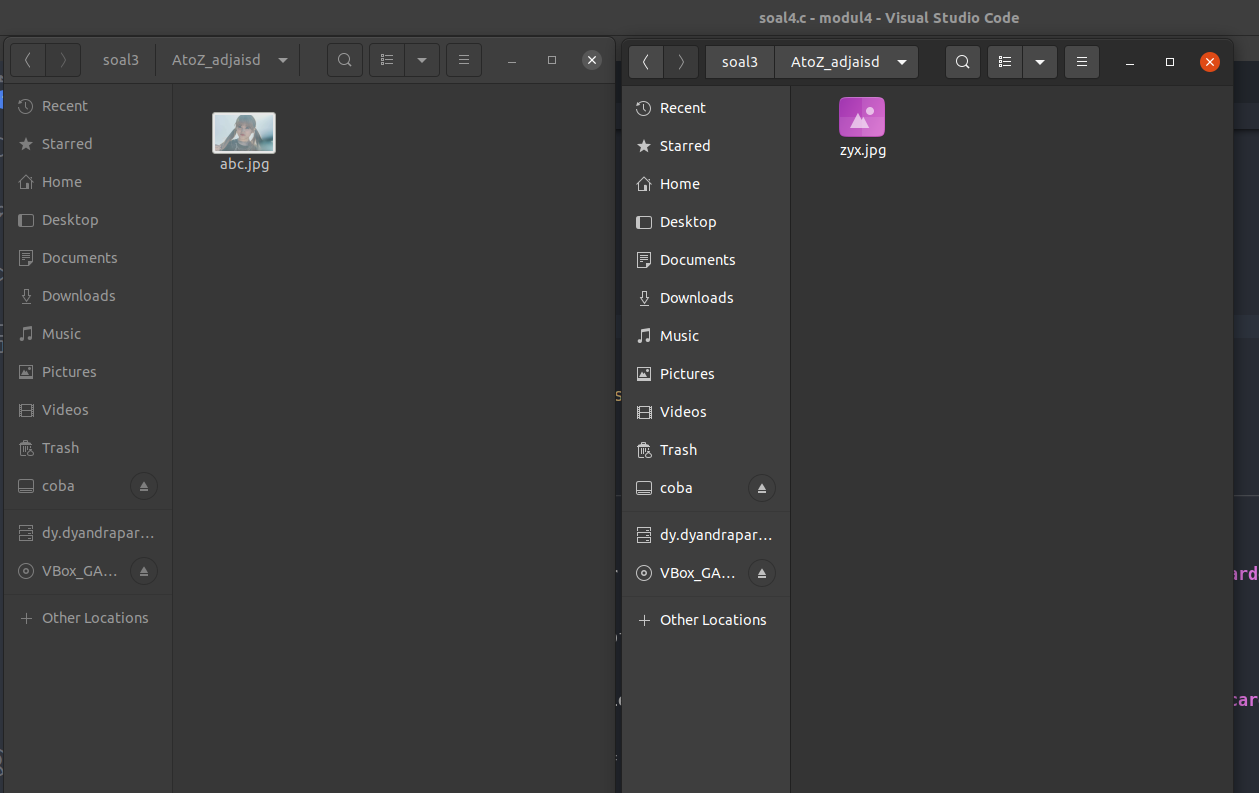 soal4.c - modul4 - Visual Studio Code
soal3
AtoZ_adjaisd
Recent
Starred
Home
Desktop
Documents
Downloads
Music
Pictures
Videos
Trash
coba
dy.dyandrapar…
VBox_GA…
Other Locations
abc.jpg
soal3
AtoZ_adjaisd
Recent
Starred
Home
Desktop
Documents
Downloads
Music
Pictures
Videos
Trash
coba
dy.dyandrapar…
VBox_GA…
Other Locations
zyx.jpg
ard
car